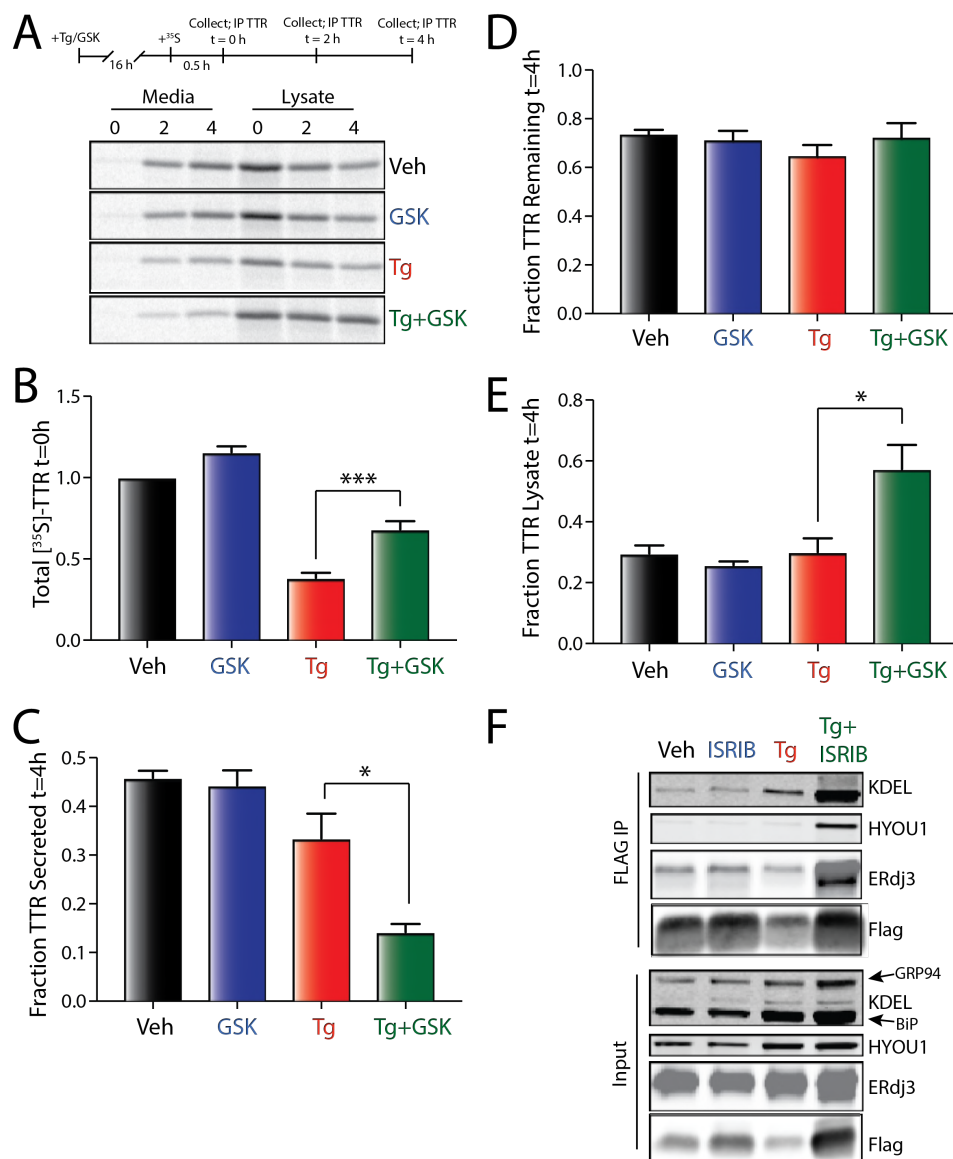 A
+Tg/GSK
16 h
+³⁵S
0.5 h
Collect; IP TTR
t = 0 h
Collect; IP TTR
t = 2 h
Collect; IP TTR
t = 4 h
Media Lysate
0 2 4 0 2 4
Veh
GSK
Tg
Tg+GSK
B
Total [³⁵S]-TTR t=0h
1.5
1.0
0.5
0.0
***
Veh GSK Tg Tg+GSK
C
Fraction TTR Secreted t=4h
0.5
0.4
0.3
0.2
0.1
0.0
*
Veh GSK Tg Tg+GSK
D
Fraction TTR Remaining t=4h
1.0
0.8
0.6
0.4
0.2
0.0
Veh GSK Tg Tg+GSK
E
Fraction TTR Lysate t=4h
0.8
0.6
0.4
0.2
0.0
*
Veh GSK Tg Tg+GSK
F
Veh ISRIB Tg Tg+
ISRIB
FLAG IP
KDEL
HYOU1
ERdj3
Flag
Input
GRP94
KDEL
BiP
HYOU1
ERdj3
Flag